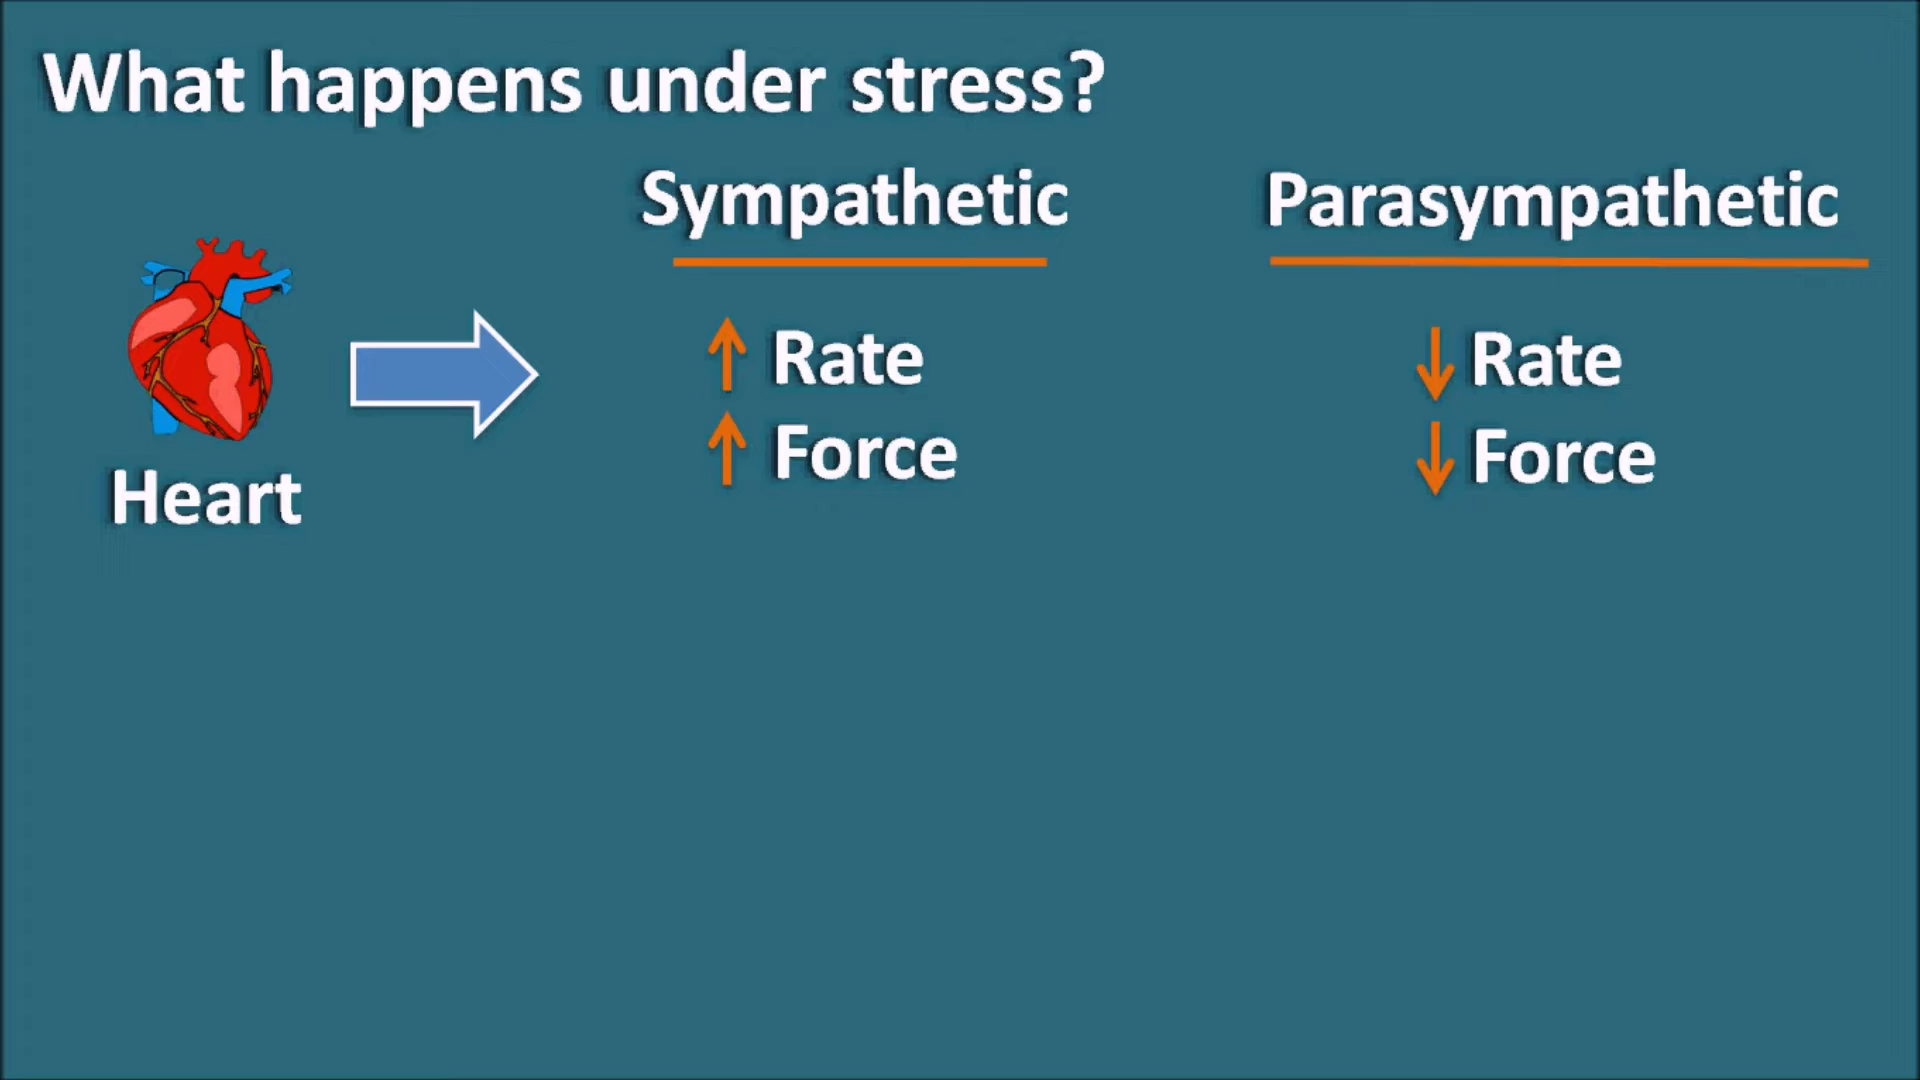 What happens under stress?
Sympathetic
Parasympathetic
↑ Rate
↓ Rate
↑ Force
↓ Force
Heart